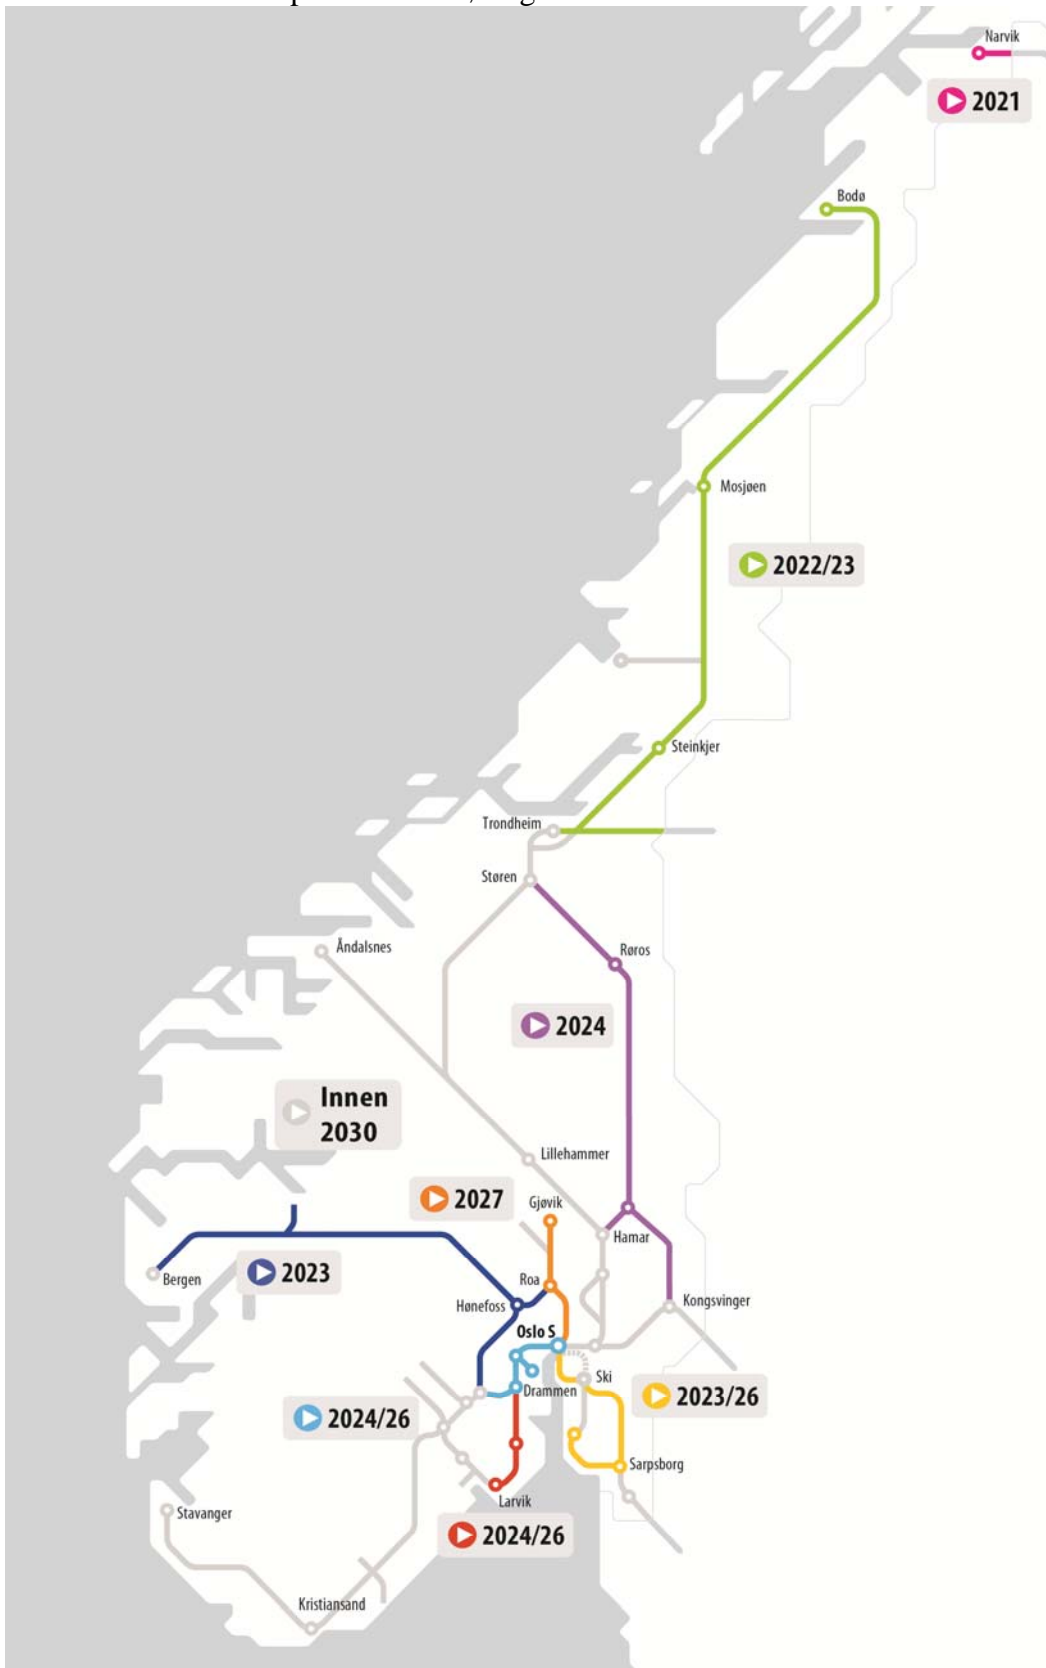 Narvik
2021
Bodø
Mosjøen
2022/23
Steinkjer
Trondheim
Støren
Åndalsnes
Røros
2024
Innen
2030
Lillehammer
2027
Gjøvik
Hamar
2023
Bergen
Roa
Hønefoss
Kongsvinger
Oslo S
Ski
Drammen
2023/26
2024/26
Sarpsborg
Larvik
Stavanger
2024/26
Kristiansand